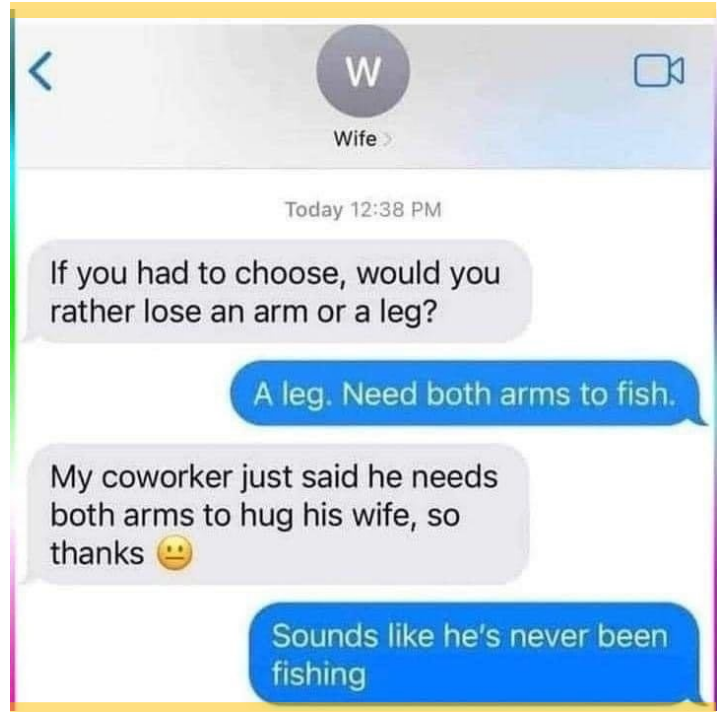 W
Wife
Today 12:38 PM
If you had to choose, would you
rather lose an arm or a leg?
A leg. Need both arms to fish.
My coworker just said he needs
both arms to hug his wife, so
thanks 😐
Sounds like he's never been
fishing